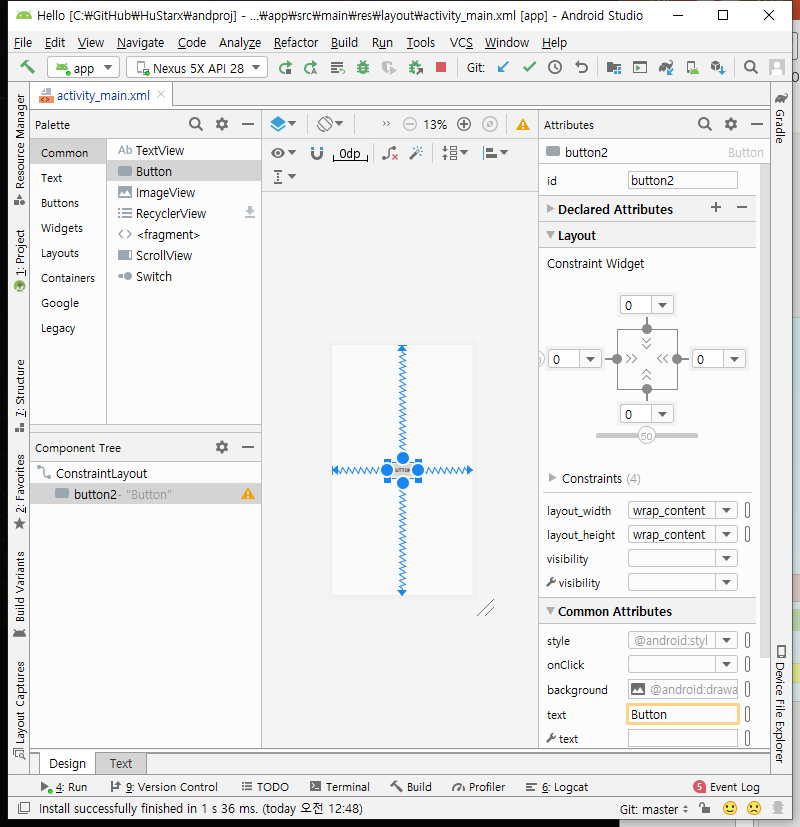 Hello [C:₩GitHub₩HuStarx₩andproj] - ...₩app₩src₩main₩res₩layout₩activity_main.xml [app] - Android Studio
File Edit View Navigate Code Analyze Refactor Build Run Tools VCS Window Help
app Nexus 5X API 28 Git:
activity_main.xml
Resource Manager
1: Project
7: Structure
2: Favorites
Build Variants
Layout Captures
Palette
Common
Text
Buttons
Widgets
Layouts
Containers
Google
Legacy
Ab TextView
Button
ImageView
RecyclerView
<fragment>
ScrollView
Switch
Component Tree
ConstraintLayout
button2- "Button"
» 13%
0dp
BUTTON
Attributes
button2 Button
id button2
Declared Attributes
Layout
Constraint Widget
0
0 0
0
50
Constraints (4)
layout_width wrap_content
layout_height wrap_content
visibility
visibility
Common Attributes
style @android:styl
onClick
background @android:drawa
text Button
text
Gradle
Device File Explorer
Design Text
4: Run 9: Version Control TODO Terminal Build Profiler 6: Logcat 5 Event Log
Install successfully finished in 1 s 36 ms. (today 오전 12:48) Git: master